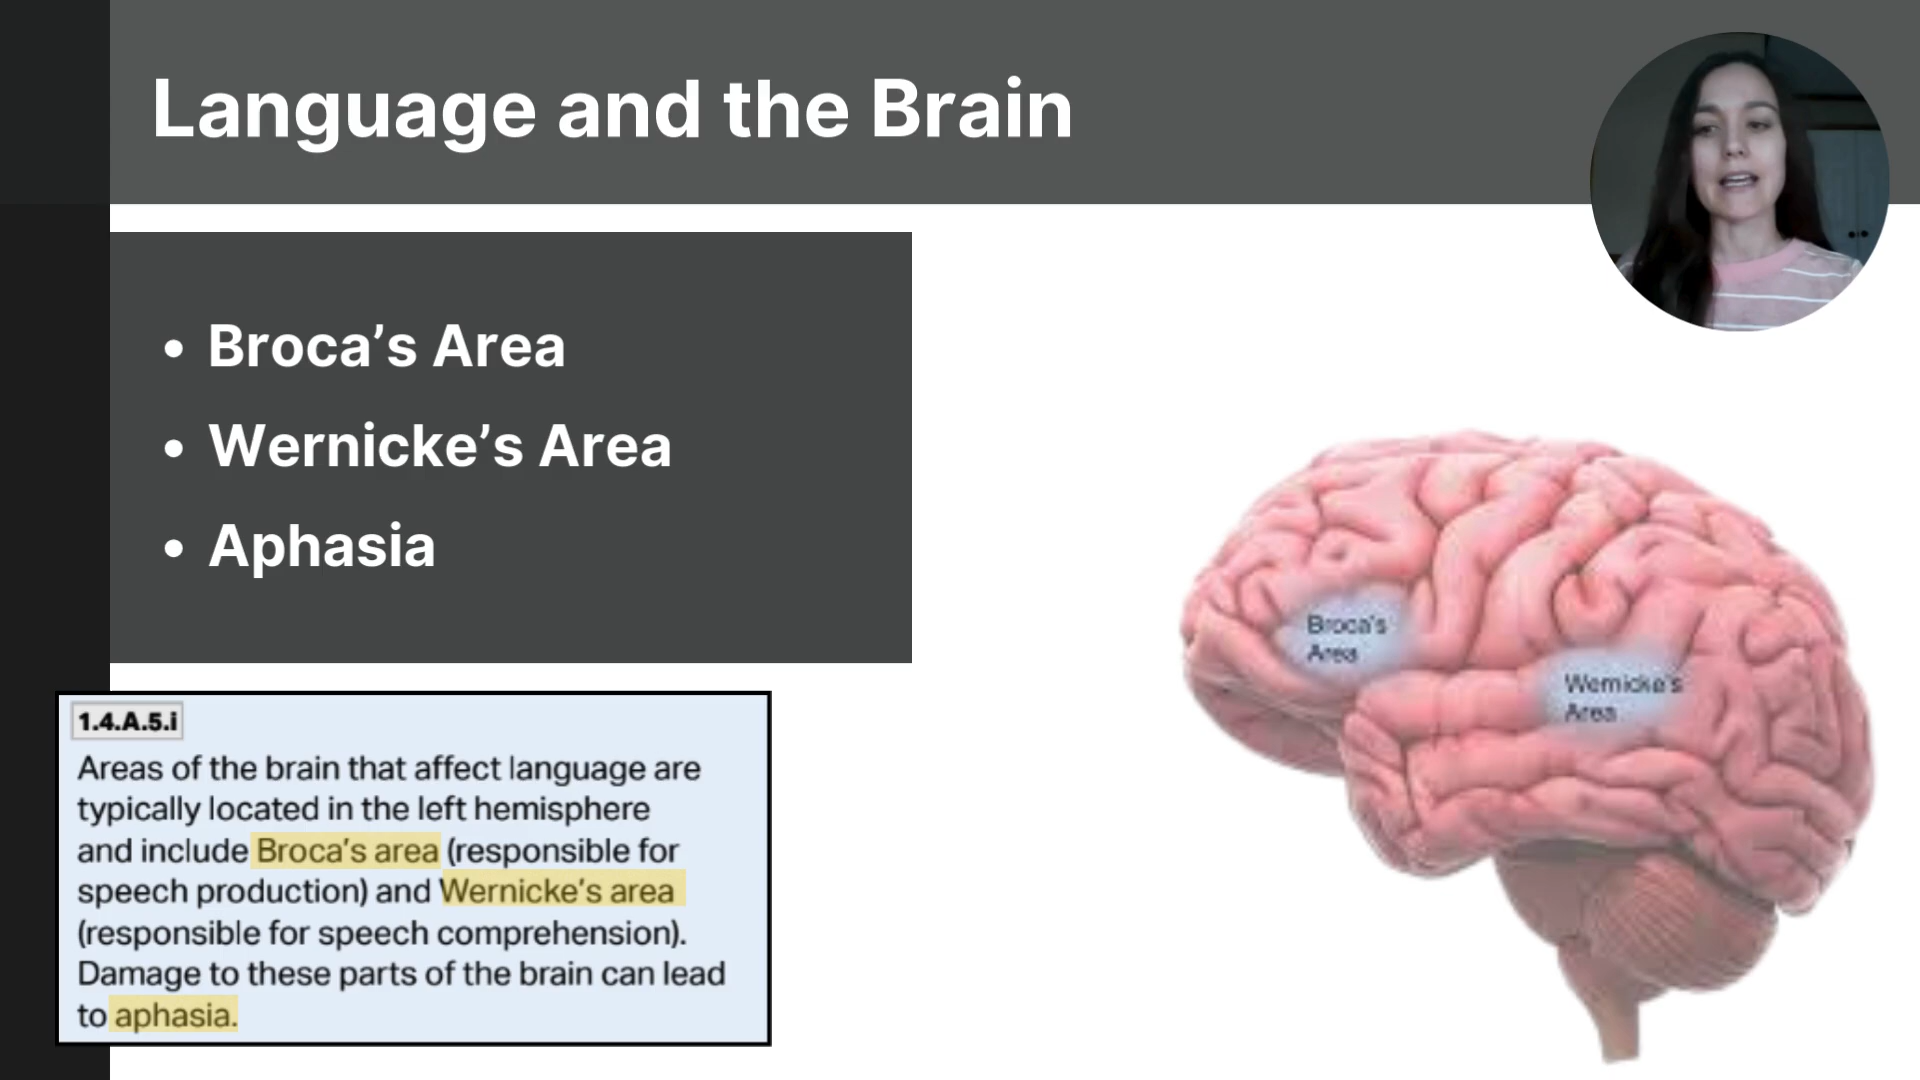 Language and the Brain
• Broca’s Area
• Wernicke’s Area
• Aphasia
1.4.A.5.i
Areas of the brain that affect language are
typically located in the left hemisphere
and include Broca’s area (responsible for
speech production) and Wernicke’s area
(responsible for speech comprehension).
Damage to these parts of the brain can lead
to aphasia.
Broca's
Area
Wernicke's
Area